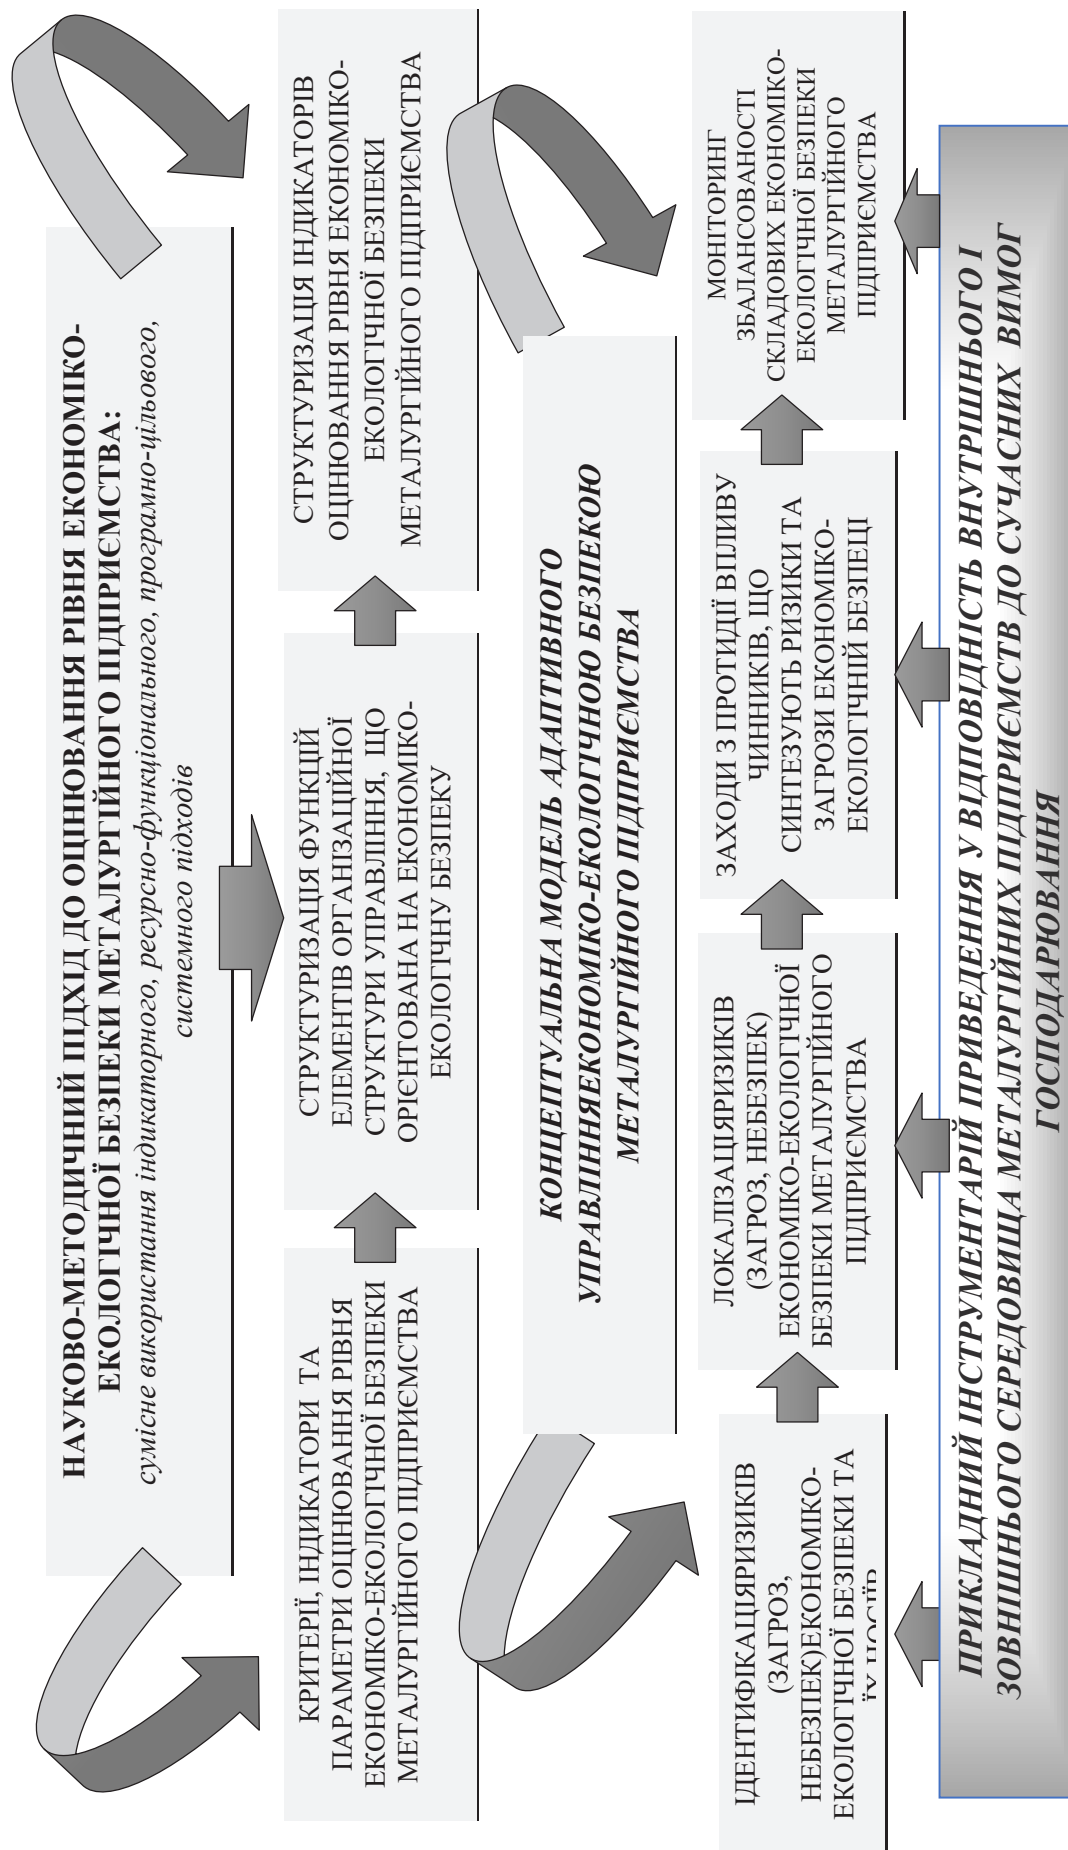 НАУКОВО-МЕТОДИЧНИЙ ПІДХІД ДО ОЦІНЮВАННЯ РІВНЯ ЕКОНОМІКО-
ЕКОЛОГІЧНОЇ БЕЗПЕКИ МЕТАЛУРГІЙНОГО ПІДПРИЄМСТВА:
сумісне використання індикаторного, ресурсно-функціонального, програмно-цільового,
системного підходів
КРИТЕРІЇ, ІНДИКАТОРИ ТА
ПАРАМЕТРИ ОЦІНЮВАННЯ РІВНЯ
ЕКОНОМІКО-ЕКОЛОГІЧНОЇ БЕЗПЕКИ
МЕТАЛУРГІЙНОГО ПІДПРИЄМСТВА
СТРУКТУРИЗАЦІЯ ФУНКЦІЙ
ЕЛЕМЕНТІВ ОРГАНІЗАЦІЙНОЇ
СТРУКТУРИ УПРАВЛІННЯ, ЩО
ОРІЄНТОВАНА НА ЕКОНОМІКО-
ЕКОЛОГІЧНУ БЕЗПЕКУ
СТРУКТУРИЗАЦІЯ ІНДИКАТОРІВ
ОЦІНЮВАННЯ РІВНЯ ЕКОНОМІКО-
ЕКОЛОГІЧНОЇ БЕЗПЕКИ
МЕТАЛУРГІЙНОГО ПІДПРИЄМСТВА
КОНЦЕПТУАЛЬНА МОДЕЛЬ АДАПТИВНОГО
УПРАВЛІННЯЕКОНОМІКО-ЕКОЛОГІЧНОЮ БЕЗПЕКОЮ
МЕТАЛУРГІЙНОГО ПІДПРИЄМСТВА
ІДЕНТИФІКАЦІЯРИЗИКІВ
(ЗАГРОЗ,
НЕБЕЗПЕК)ЕКОНОМІКО-
ЕКОЛОГІЧНОЇ БЕЗПЕКИ ТА
ЇХ НОСІЇВ
ЛОКАЛІЗАЦІЯРИЗИКІВ
(ЗАГРОЗ, НЕБЕЗПЕК)
ЕКОНОМІКО-ЕКОЛОГІЧНОЇ
БЕЗПЕКИ МЕТАЛУРГІЙНОГО
ПІДПРИЄМСТВА
ЗАХОДИ З ПРОТИДІЇ ВПЛИВУ
ЧИННИКІВ, ЩО
СИНТЕЗУЮТЬ РИЗИКИ ТА
ЗАГРОЗИ ЕКОНОМІКО-
ЕКОЛОГІЧНІЙ БЕЗПЕЦІ
МОНІТОРИНГ
ЗБАЛАНСОВАНОСТІ
СКЛАДОВИХ ЕКОНОМІКО-
ЕКОЛОГІЧНОЇ БЕЗПЕКИ
МЕТАЛУРГІЙНОГО
ПІДПРИЄМСТВА
ПРИКЛАДНИЙ ІНСТРУМЕНТАРІЙ ПРИВЕДЕННЯ У ВІДПОВІДНІСТЬ ВНУТРІШНЬОГО І
ЗОВНІШНЬОГО СЕРЕДОВИЩА МЕТАЛУРГІЙНИХ ПІДПРИЄМСТВ ДО СУЧАСНИХ ВИМОГ
ГОСПОДАРЮВАННЯ